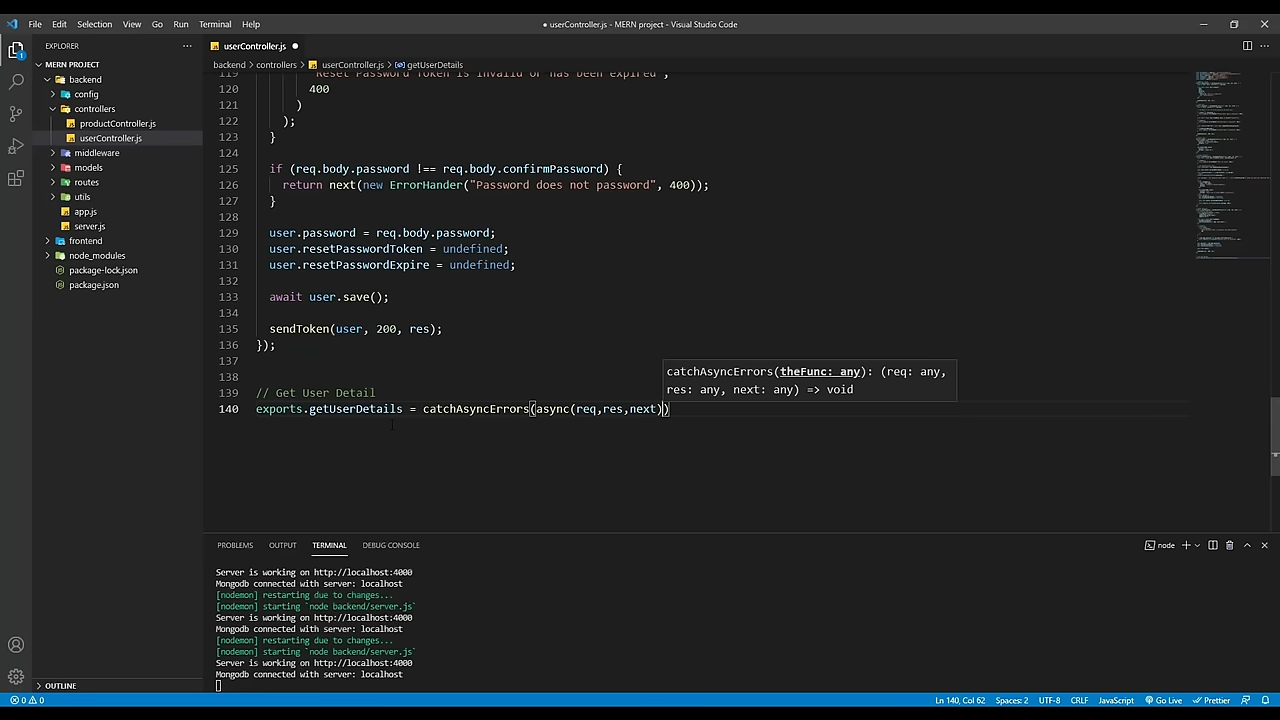 File Edit Selection View Go Run Terminal Help
● userController.js - MERN project - Visual Studio Code
EXPLORER
MERN PROJECT
backend
config
controllers
productController.js
userController.js
middleware
models
routes
utils
app.js
server.js
frontend
node_modules
package-lock.json
package.json
OUTLINE
userController.js ●
backend > controllers > userController.js > getUserDetails
119 "Reset Password Token is invalid or has been expired",
120 400
121 )
122 );
123 }
124
125 if (req.body.password !== req.body.confirmPassword) {
126 return next(new ErrorHander("Password does not password", 400));
127 }
128
129 user.password = req.body.password;
130 user.resetPasswordToken = undefined;
131 user.resetPasswordExpire = undefined;
132
133 await user.save();
134
135 sendToken(user, 200, res);
136 });
137
138
catchAsyncErrors(theFunc: any): (req: any,
res: any, next: any) => void
139 // Get User Detail
140 exports.getUserDetails = catchAsyncErrors(async(req,res,next))
PROBLEMS OUTPUT TERMINAL DEBUG CONSOLE
node
Server is working on http://localhost:4000
Mongodb connected with server: localhost
[nodemon] restarting due to changes...
[nodemon] starting `node backend/server.js`
Server is working on http://localhost:4000
Mongodb connected with server: localhost
[nodemon] restarting due to changes...
[nodemon] starting `node backend/server.js`
Server is working on http://localhost:4000
Mongodb connected with server: localhost
0 0
Ln 140, Col 62 Spaces: 2 UTF-8 CRLF JavaScript Go Live Prettier